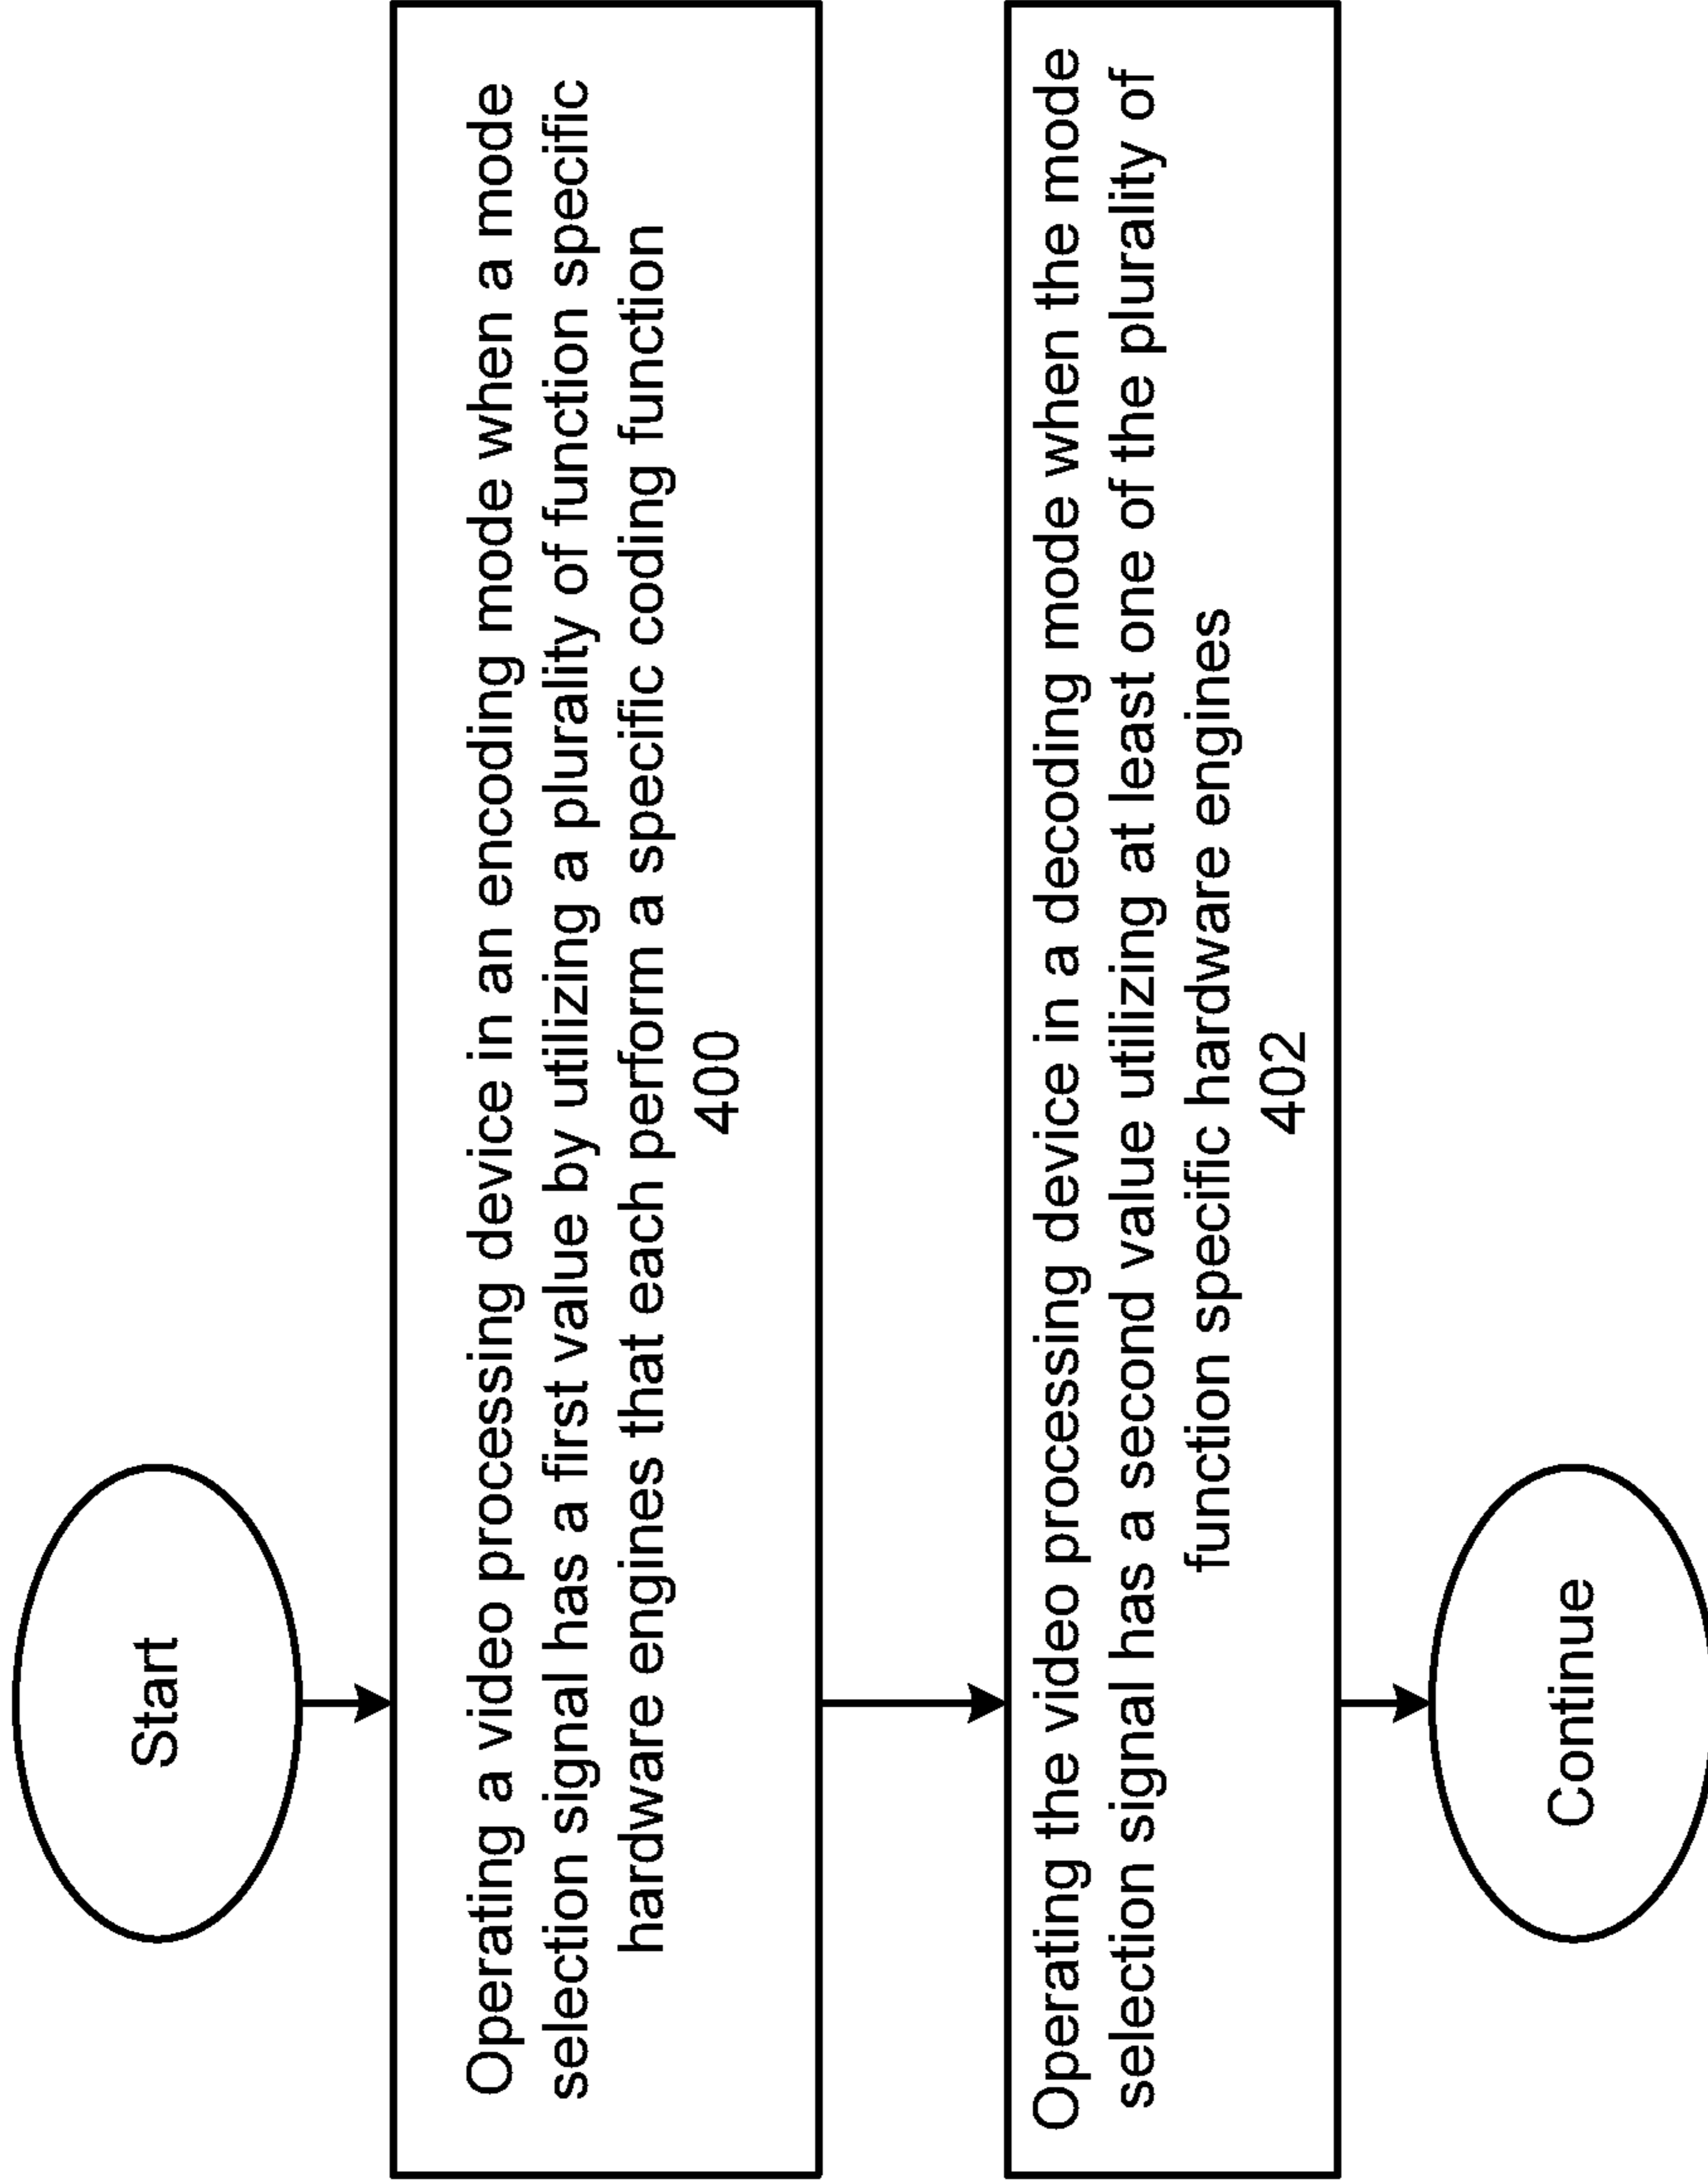 Start
Operating a video processing device in an encoding mode when a mode
selection signal has a first value by utilizing a plurality of function specific
hardware engines that each perform a specific coding function
400
Operating the video processing device in a decoding mode when the mode
selection signal has a second value utilizing at least one of the plurality of
function specific hardware engines
402
Continue